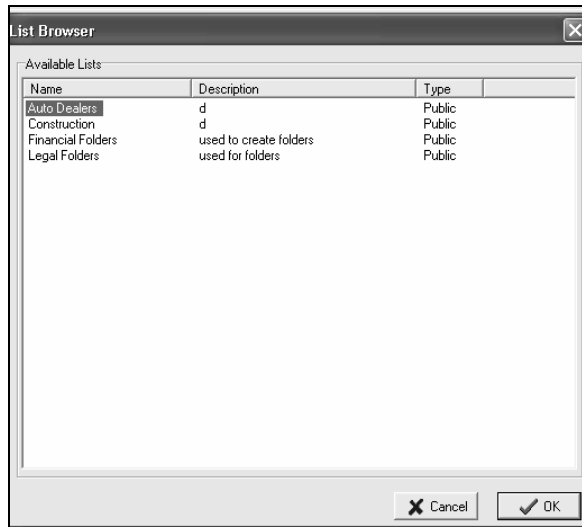 List Browser
Available Lists
Name Description Type
Auto Dealers d Public
Construction d Public
Financial Folders used to create folders Public
Legal Folders used for folders Public
Cancel OK